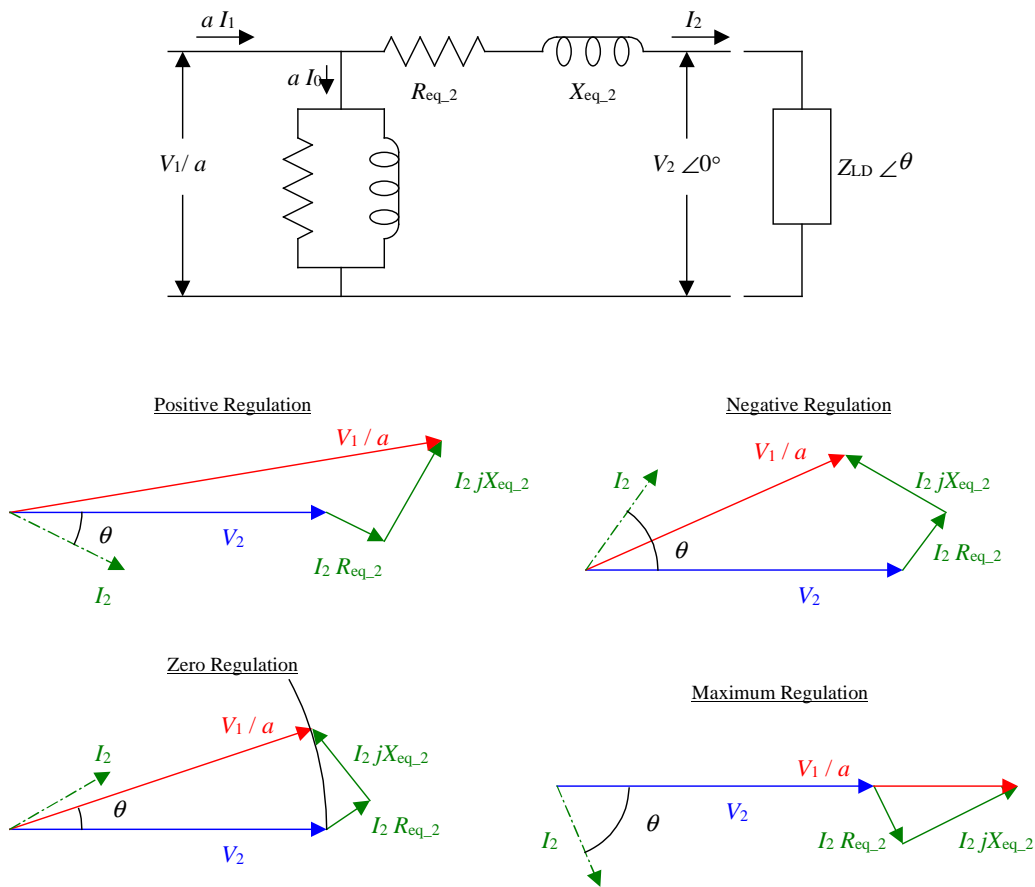 a I₁
I₂
a I₀
Req_2
Xeq_2
V₁/ a
V₂ ∠0°
ZLD ∠θ
Positive Regulation
V₁ / a
I₂ jXeq_2
θ
V₂
I₂ Req_2
I₂
Negative Regulation
V₁ / a
I₂
I₂ jXeq_2
θ
I₂ Req_2
V₂
Zero Regulation
V₁ / a
I₂
I₂ jXeq_2
θ
I₂ Req_2
V₂
Maximum Regulation
V₁ / a
V₂
θ
I₂
I₂ Req_2
I₂ jXeq_2